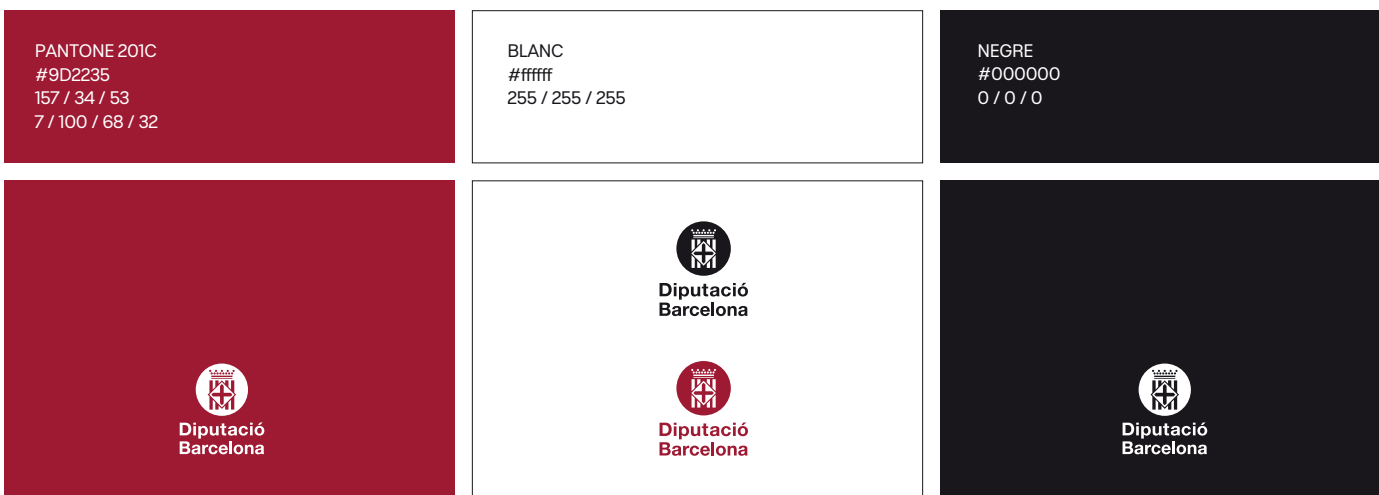 PANTONE 201C
#9D2235
157 / 34 / 53
7 / 100 / 68 / 32
BLANC
#ffffff
255 / 255 / 255
NEGRE
#000000
0 / 0 / 0
Diputació
Barcelona
Diputació
Barcelona
Diputació
Barcelona
Diputació
Barcelona